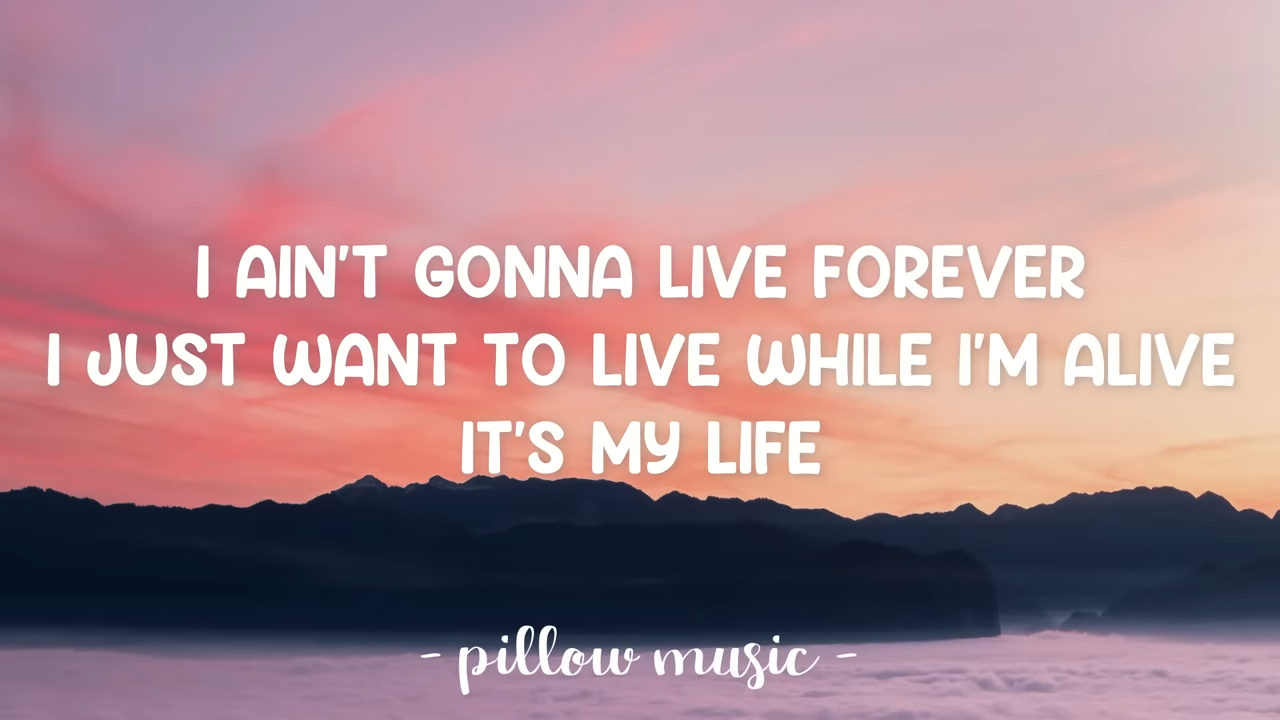 I AIN'T GONNA LIVE FOREVER
I JUST WANT TO LIVE WHILE I'M ALIVE
IT'S MY LIFE
- pillow music -